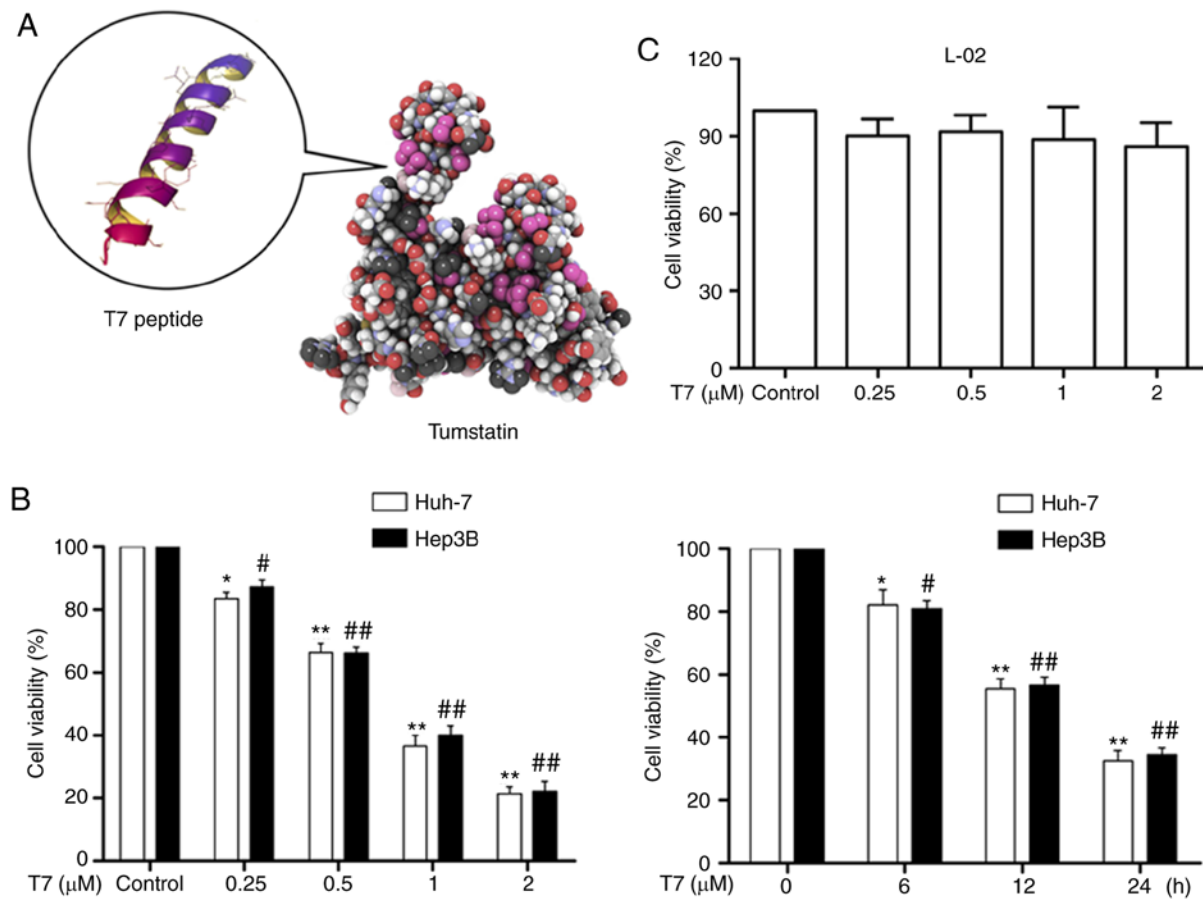 A
T7 peptide
Tumstatin
C
L-02
Cell viability (%)
120
90
60
30
0
T7 (μM) Control 0.25 0.5 1 2
B
Huh-7
Hep3B
Cell viability (%)
100
80
60
40
20
0
* #
** ##
** ##
** ##
T7 (μM) Control 0.25 0.5 1 2
Huh-7
Hep3B
Cell viability (%)
100
80
60
40
20
0
* #
** ##
** ##
T7 (μM) 0 6 12 24 (h)